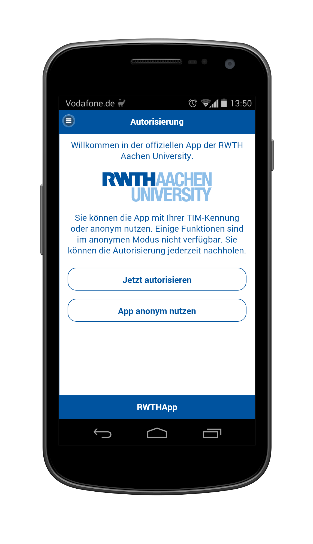 Vodafone.de
13:50
Autorisierung
Willkommen in der offiziellen App der RWTH
Aachen University.
RWTHAACHEN
UNIVERSITY
Sie können die App mit Ihrer TIM-Kennung
oder anonym nutzen. Einige Funktionen sind
im anonymen Modus nicht verfügbar. Sie
können die Autorisierung jederzeit nachholen.
Jetzt autorisieren
App anonym nutzen
RWTHApp